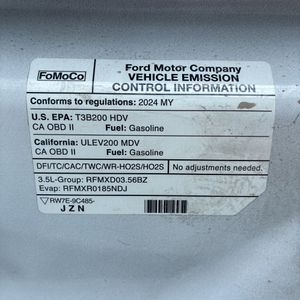 FoMoCo
Ford Motor Company
VEHICLE EMISSION
CONTROL INFORMATION
Conforms to regulations: 2024 MY
U.S. EPA: T3B200 HDV
CA OBD II Fuel: Gasoline
California: ULEV200 MDV
CA OBD II Fuel: Gasoline
DFI/TC/CAC/TWC/WR-HO2S/HO2S No adjustments needed.
3.5L-Group: RFMXD03.56BZ
Evap: RFMXR0185NDJ
RW7E-9C485-
JZN